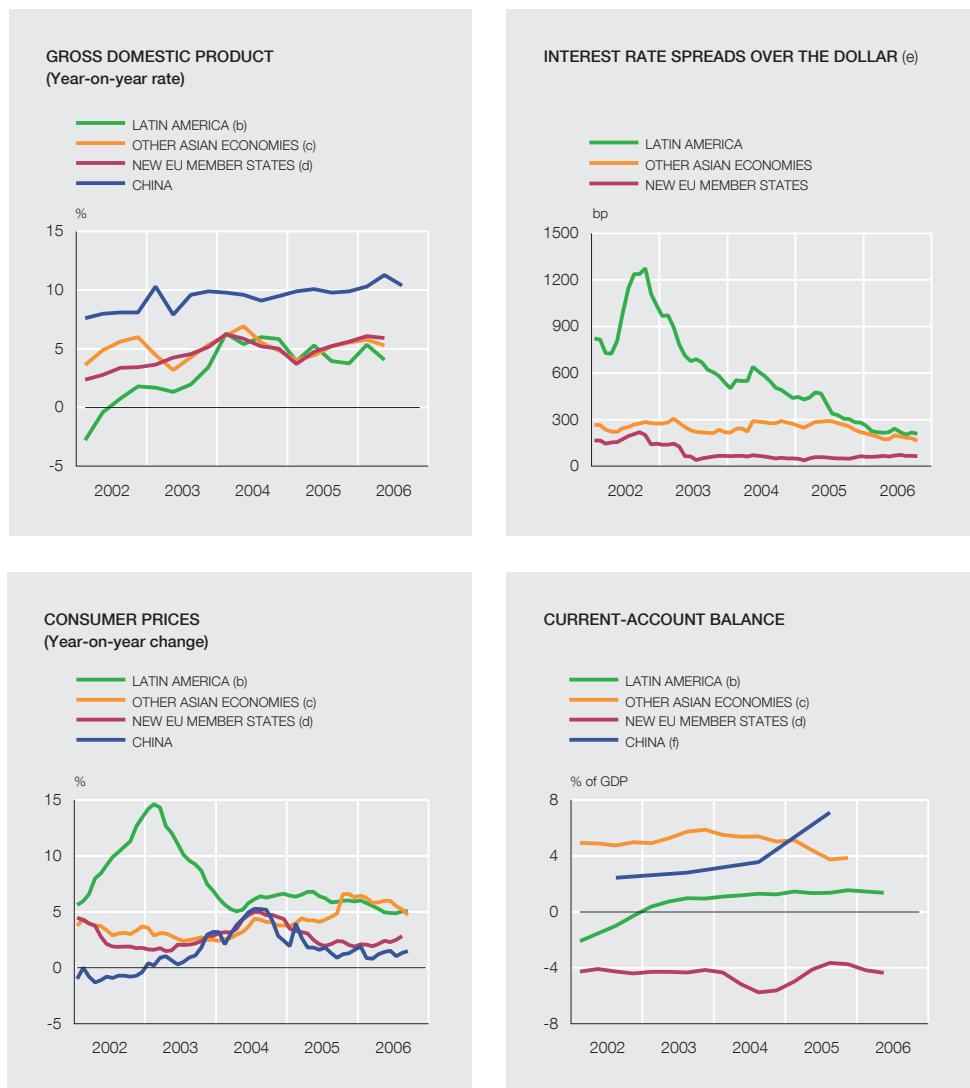 GROSS DOMESTIC PRODUCT
(Year-on-year rate)
LATIN AMERICA (b)
OTHER ASIAN ECONOMIES (c)
NEW EU MEMBER STATES (d)
CHINA
%
15
10
5
0
-5
2002 2003 2004 2005 2006
INTEREST RATE SPREADS OVER THE DOLLAR (e)
LATIN AMERICA
OTHER ASIAN ECONOMIES
NEW EU MEMBER STATES
bp
1500
1200
900
600
300
0
2002 2003 2004 2005 2006
CONSUMER PRICES
(Year-on-year change)
LATIN AMERICA (b)
OTHER ASIAN ECONOMIES (c)
NEW EU MEMBER STATES (d)
CHINA
%
15
10
5
0
-5
2002 2003 2004 2005 2006
CURRENT-ACCOUNT BALANCE
LATIN AMERICA (b)
OTHER ASIAN ECONOMIES (c)
NEW EU MEMBER STATES (d)
CHINA (f)
% of GDP
8
4
0
-4
-8
2002 2003 2004 2005 2006